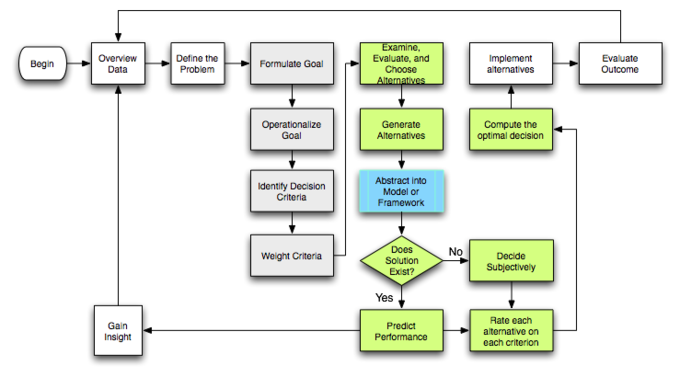 Begin
Overview
Data
Define the
Problem
Formulate Goal
Examine,
Evaluate, and
Choose
Alternatives
Implement
alternatives
Evaluate
Outcome
Operationalize
Goal
Generate
Alternatives
Compute the
optimal decision
Identify Decision
Criteria
Abstract into
Model or
Framework
Weight Criteria
Does
Solution
Exist?
No
Decide
Subjectively
Yes
Gain
Insight
Predict
Performance
Rate each
alternative on
each criterion